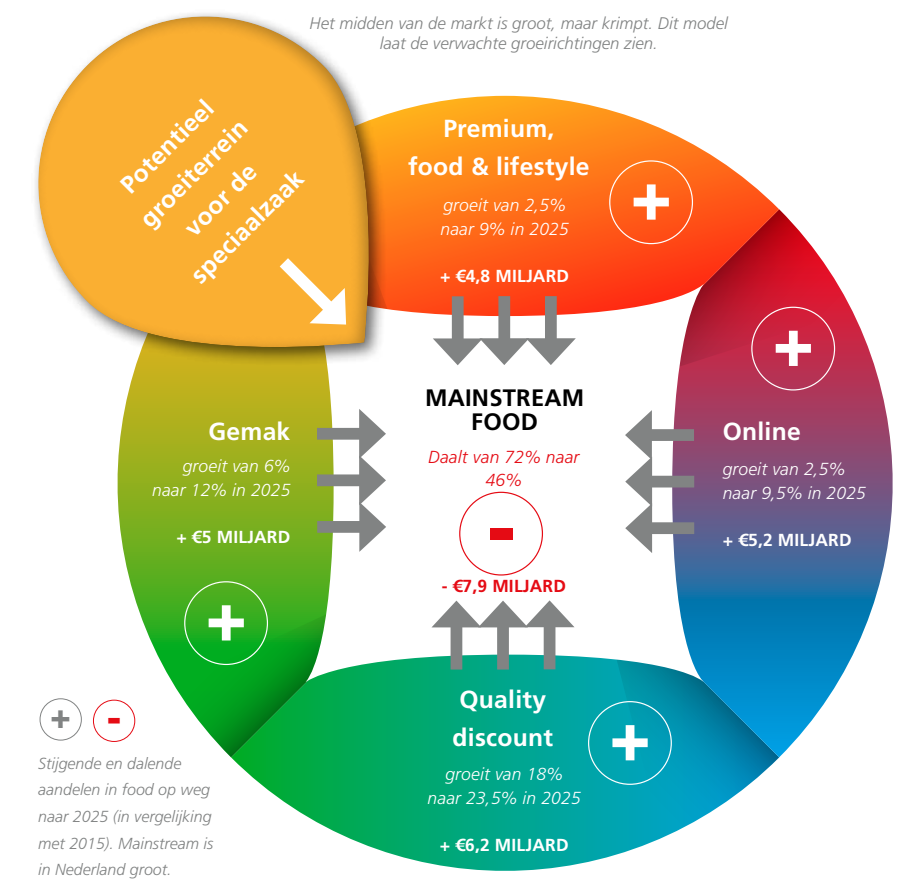 Het midden van de markt is groot, maar krimpt. Dit model
laat de verwachte groeirichtingen zien.
Potentieel
groeiterrein
voor de
speciaalzaak
Premium,
food & lifestyle
groeit van 2,5%
naar 9% in 2025
+ €4,8 MILJARD
MAINSTREAM
FOOD
Daalt van 72% naar
46%
- €7,9 MILJARD
Gemak
groeit van 6%
naar 12% in 2025
+ €5 MILJARD
Online
groeit van 2,5%
naar 9,5% in 2025
+ €5,2 MILJARD
Quality
discount
groeit van 18%
naar 23,5% in 2025
+ €6,2 MILJARD
Stijgende en dalende
aandelen in food op weg
naar 2025 (in vergelijking
met 2015). Mainstream is
in Nederland groot.